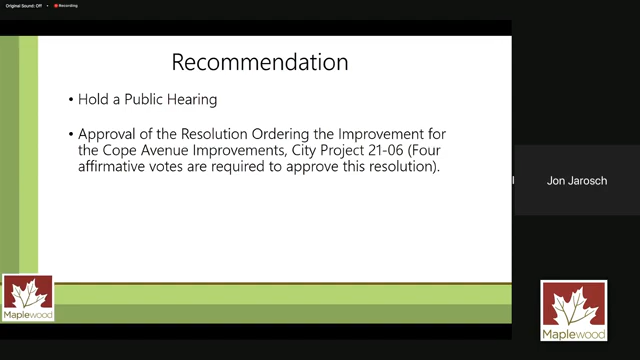 Original Sound: Off
Recording
Recommendation
• Hold a Public Hearing
• Approval of the Resolution Ordering the Improvement for
the Cope Avenue Improvements, City Project 21-06 (Four
affirmative votes are required to approve this resolution).
Jon Jarosch
Maplewood
Maplewood